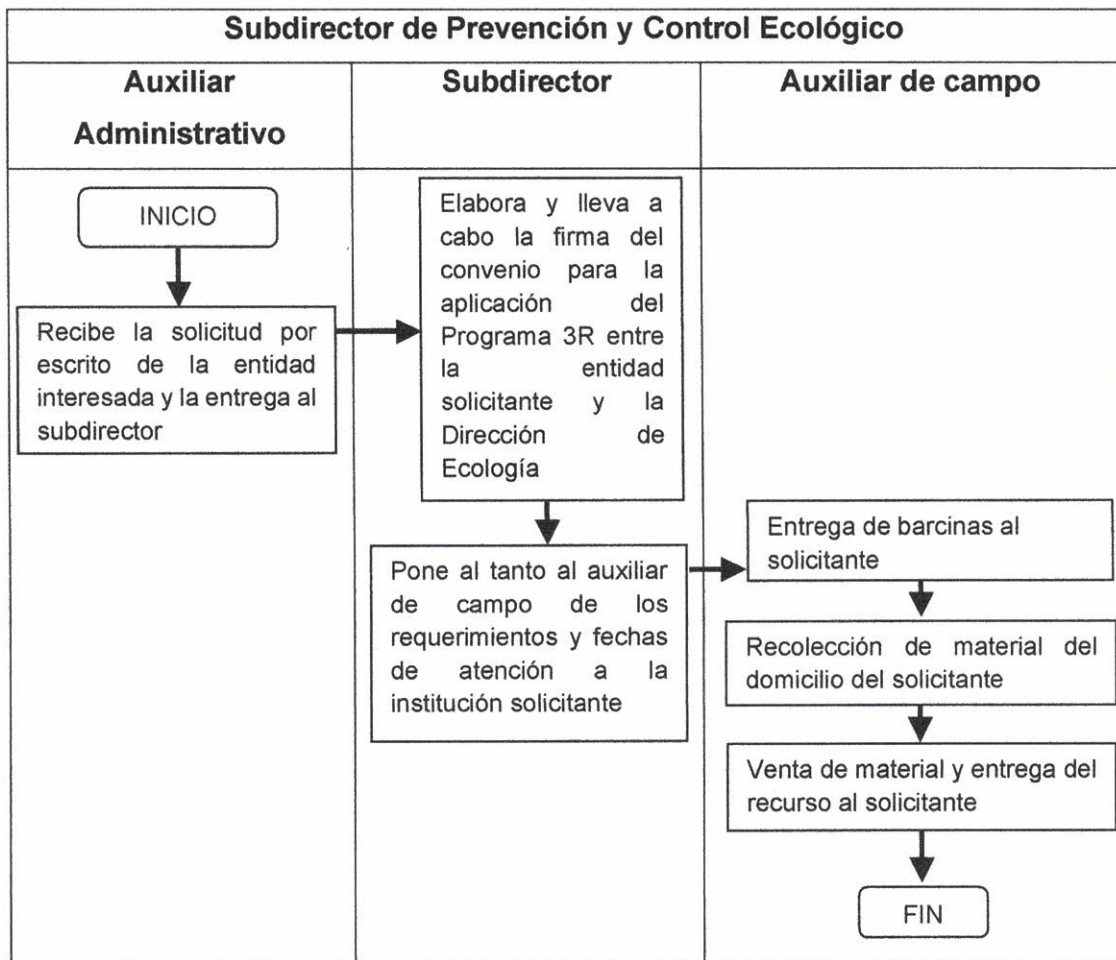 Subdirector de Prevención y Control Ecológico
Auxiliar
Administrativo
Subdirector
Auxiliar de campo
INICIO
Recibe la solicitud por
escrito de la entidad
interesada y la entrega al
subdirector
Elabora y lleva a
cabo la firma del
convenio para la
aplicación del
Programa 3R entre
la entidad
solicitante y la
Dirección de
Ecología
Pone al tanto al auxiliar
de campo de los
requerimientos y fechas
de atención a la
institución solicitante
Entrega de barcinas al
solicitante
Recolección de material del
domicilio del solicitante
Venta de material y entrega del
recurso al solicitante
FIN